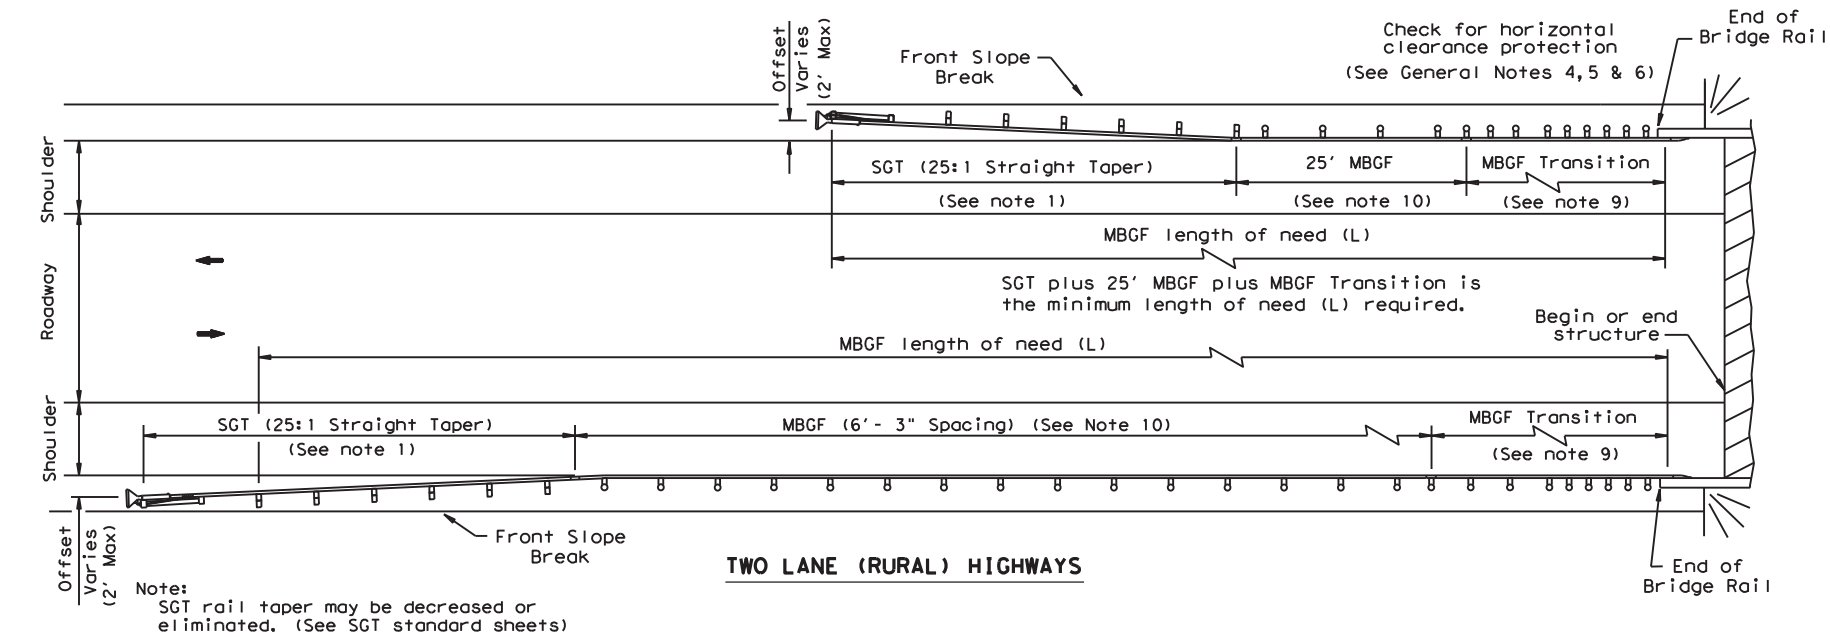 Offset
Varies
(2' Max)
Front Slope
Break
Check for horizontal
clearance protection
(See General Notes 4,5 & 6)
End of
Bridge Rail
Shoulder
SGT (25:1 Straight Taper)
(See note 1)
25' MBGF
(See note 10)
MBGF Transition
(See note 9)
MBGF length of need (L)
SGT plus 25' MBGF plus MBGF Transition is
the minimum length of need (L) required.
Roadway
Begin or end
structure
MBGF length of need (L)
Shoulder
SGT (25:1 Straight Taper)
(See note 1)
MBGF (6'- 3" Spacing) (See Note 10)
MBGF Transition
(See note 9)
Offset
Varies
(2' Max)
Front Slope
Break
End of
Bridge Rail
TWO LANE (RURAL) HIGHWAYS
Note:
SGT rail taper may be decreased or
eliminated. (See SGT standard sheets)